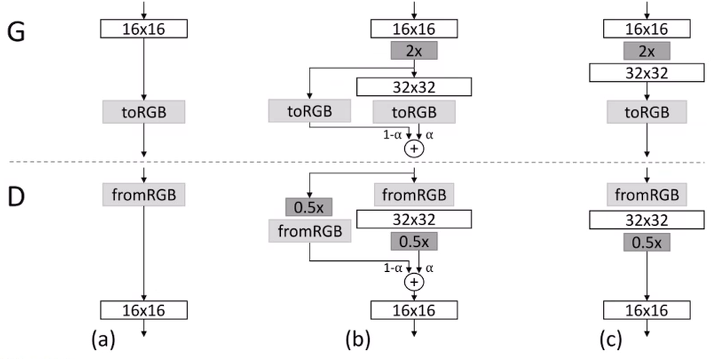 G
16x16
toRGB
16x16
2x
32x32
toRGB toRGB
1-α α
+
16x16
2x
32x32
toRGB
D
fromRGB
16x16
(a)
0.5x
fromRGB
fromRGB
32x32
0.5x
1-α α
+
16x16
(b)
fromRGB
32x32
0.5x
16x16
(c)